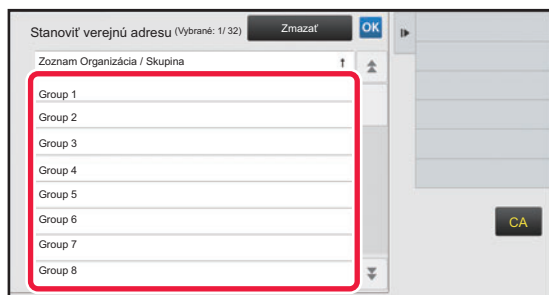 Stanoviť verejnú adresu (Vybrané: 1/ 32) Zmazať OK
Zoznam Organizácia / Skupina
Group 1
Group 2
Group 3
Group 4
Group 5
Group 6
CA
Group 7
Group 8